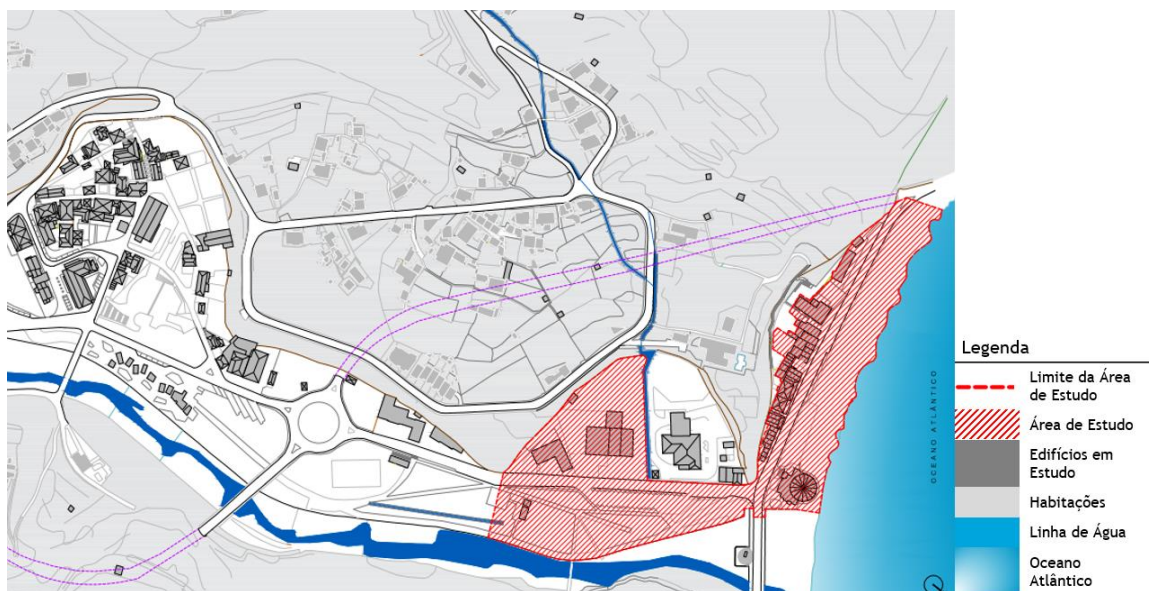 OCEANO ATLÂNTICO
Legenda
Limite da Área
de Estudo
Área de Estudo
Edifícios em
Estudo
Habitações
Linha de Água
Oceano
Atlântico